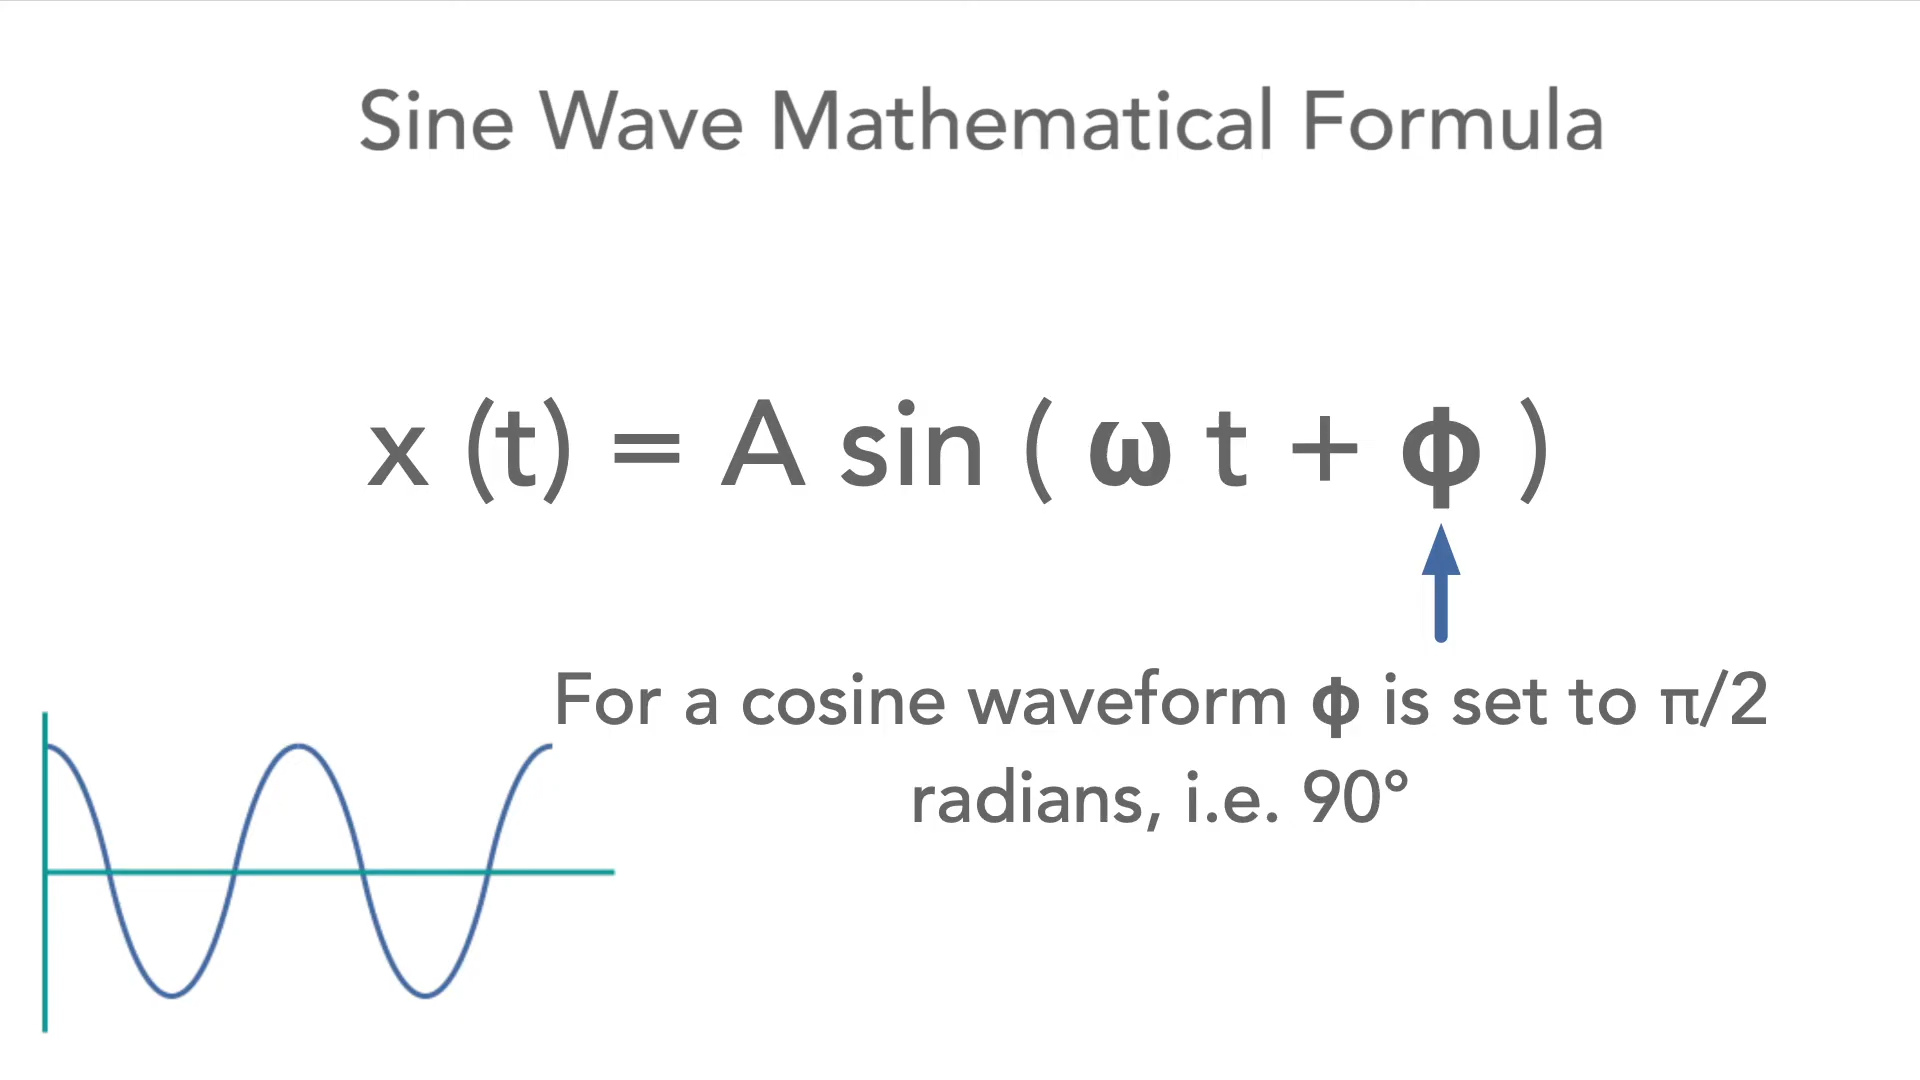 Sine Wave Mathematical Formula
x (t) = A sin ( ω t + ϕ )
For a cosine waveform ϕ is set to π/2
radians, i.e. 90°